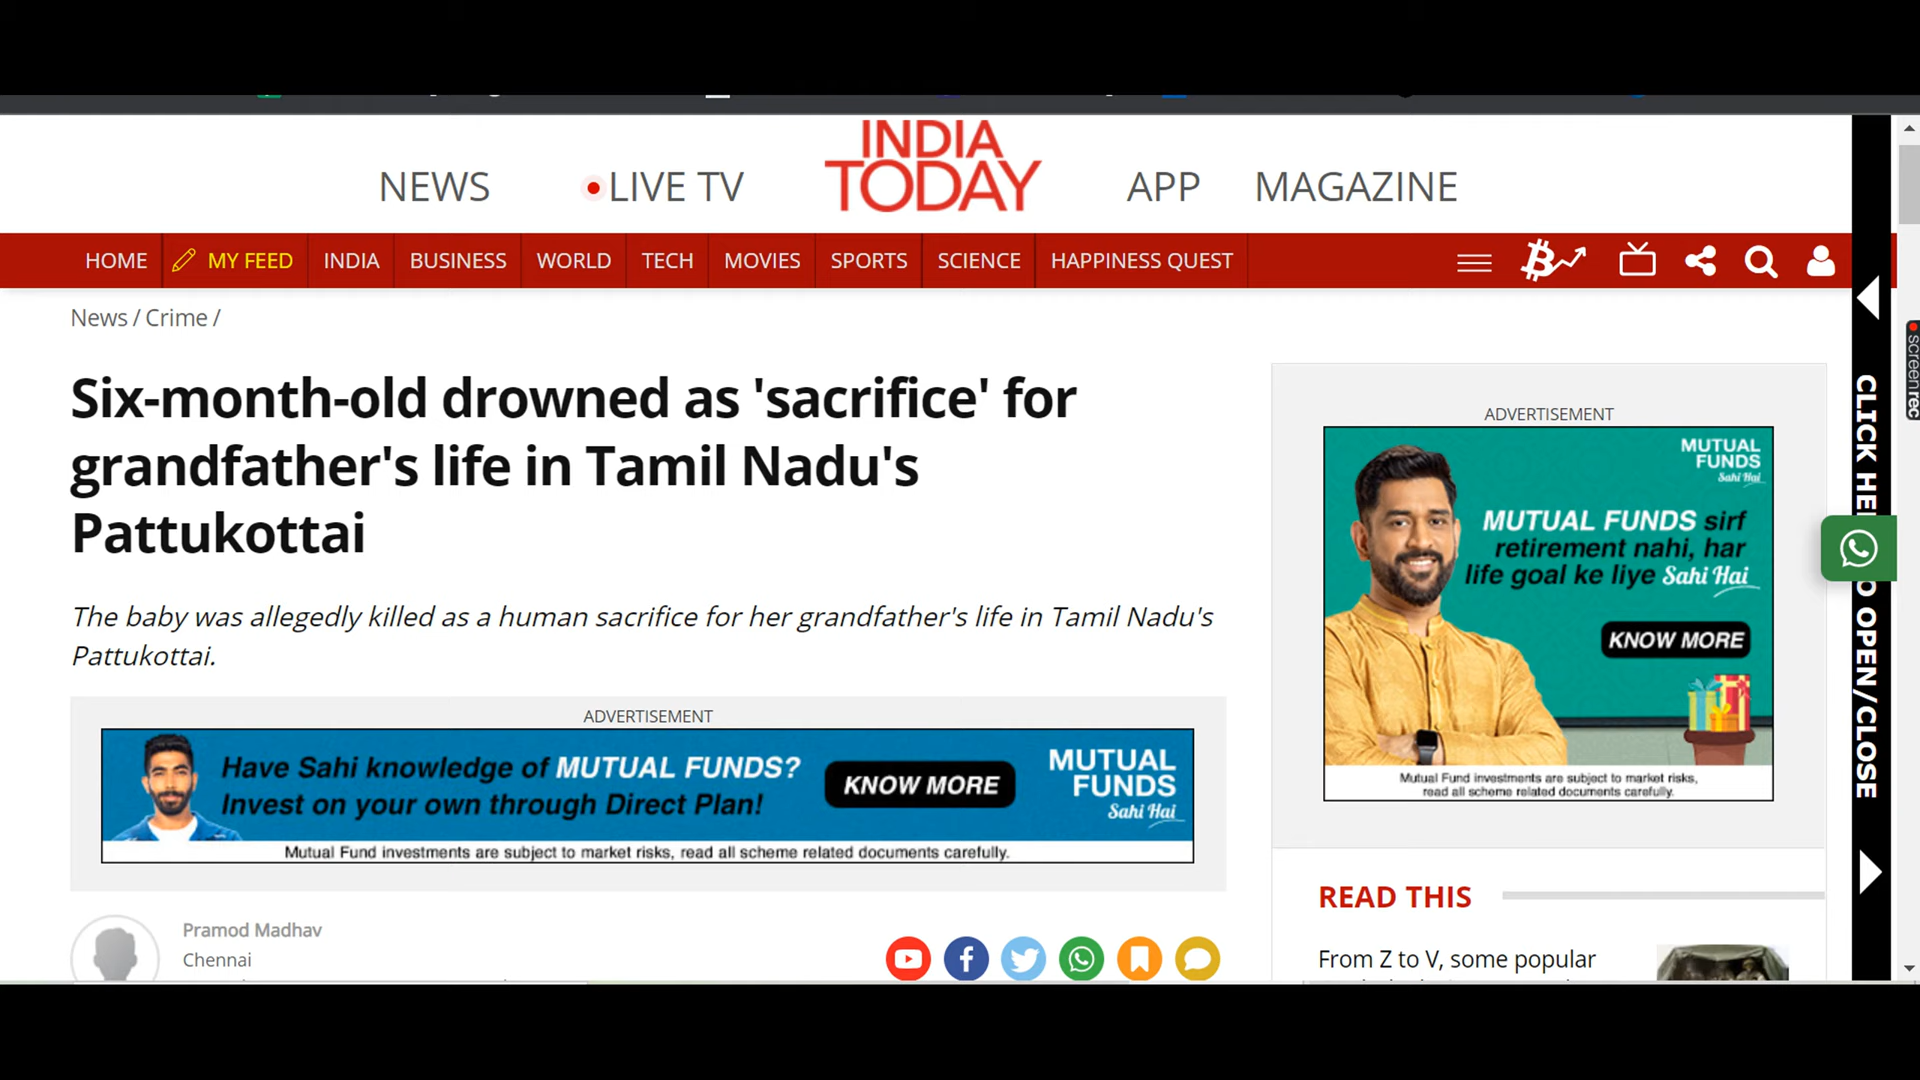 INDIA
TODAY
NEWS
LIVE TV
APP
MAGAZINE
HOME
MY FEED
INDIA
BUSINESS
WORLD
TECH
MOVIES
SPORTS
SCIENCE
HAPPINESS QUEST
News / Crime /
Six-month-old drowned as 'sacrifice' for
grandfather's life in Tamil Nadu's
Pattukottai
The baby was allegedly killed as a human sacrifice for her grandfather's life in Tamil Nadu's
Pattukottai.
ADVERTISEMENT
Have Sahi knowledge of MUTUAL FUNDS?
Invest on your own through Direct Plan!
KNOW MORE
MUTUAL
FUNDS
Sahi Hai
Mutual Fund investments are subject to market risks, read all scheme related documents carefully.
Pramod Madhav
Chennai
ADVERTISEMENT
MUTUAL
FUNDS
Sahi Hai
MUTUAL FUNDS sirf
retirement nahi, har
life goal ke liye Sahi Hai
KNOW MORE
Mutual Fund investments are subject to market risks,
read all scheme related documents carefully.
READ THIS
From Z to V, some popular
CLICK HE
O OPEN/CLOSE
screenrec